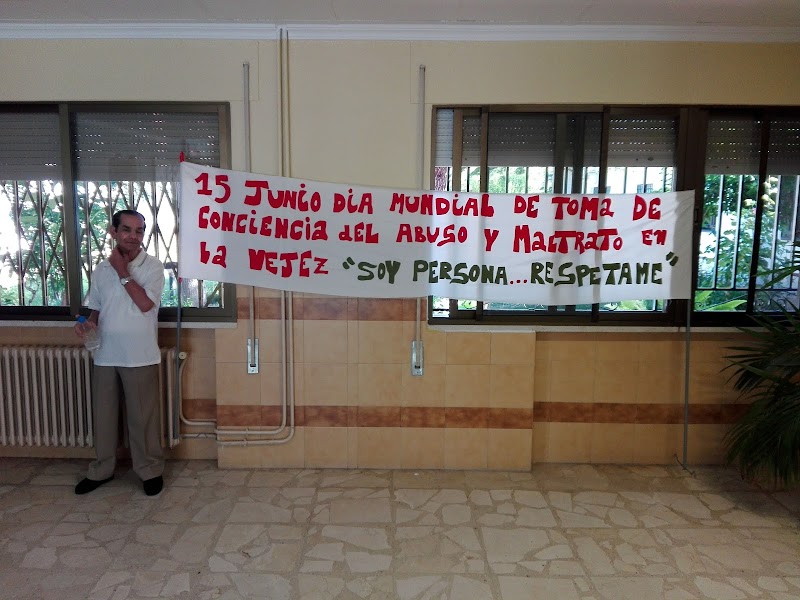 15 JUNIO DIA MUNDIAL DE TOMA DE
CONCIENCIA dEL ABUSO Y MALTRATO EN
LA VEJEZ "SOY PERSONA...RESPETAME"